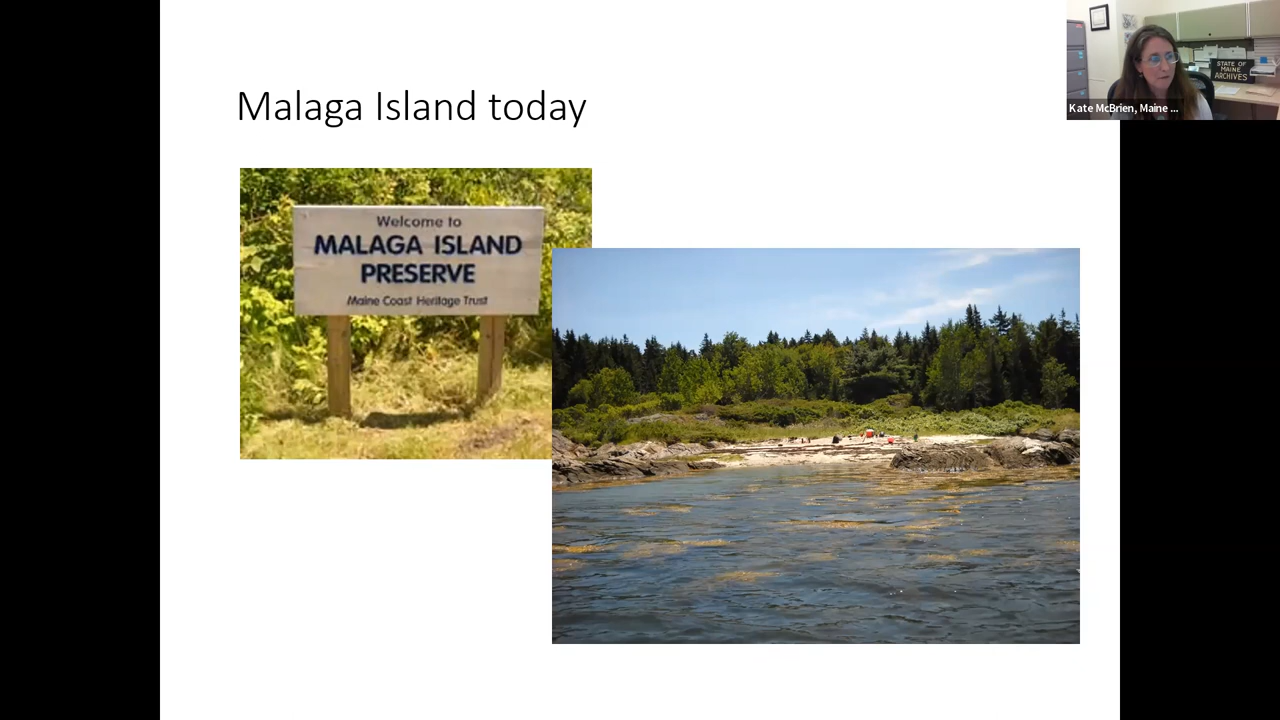 Malaga Island today
Welcome to
MALAGA ISLAND
PRESERVE
Maine Coast Heritage Trust
STATE OF
MAINE
ARCHIVES
Kate McBrien, Maine ...